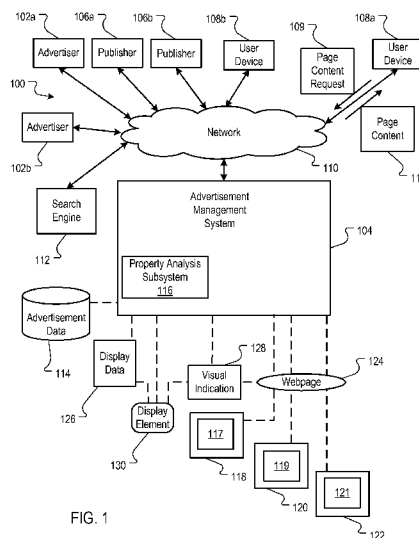 102a
106a
106b
108b
109
108a
Advertiser
Publisher
Publisher
User
Device
Page
Content
Request
User
Device
100
Network
Advertiser
102b
110
Page
Content
Search
Engine
112
Advertisement
Management
System
104
Property Analysis
Subsystem
116
Advertisement
Data
114
Display
Data
126
Visual
Indication
128
Webpage
124
Display
Element
130
117
118
119
120
121
122
FIG. 1